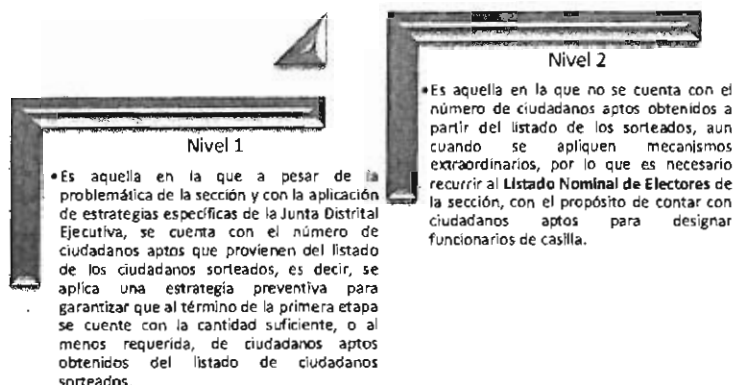 Nivel 1
•Es aquella en la que a pesar de la
problemática de la sección y con la aplicación
de estrategias específicas de la Junta Distrital
Ejecutiva, se cuenta con el número de
ciudadanos aptos que provienen del listado
de los ciudadanos sorteados, es decir, se
aplica una estrategia preventiva para
garantizar que al término de la primera etapa
se cuente con la cantidad suficiente, o al
menos requerida, de ciudadanos aptos
obtenidos del listado de ciudadanos
sorteados.
Nivel 2
•Es aquella en la que no se cuenta con el
número de ciudadanos aptos obtenidos a
partir del listado de los sorteados, aun
cuando se apliquen mecanismos
extraordinarios, por lo que es necesario
recurrir al Listado Nominal de Electores de
la sección, con el propósito de contar con
ciudadanos aptos para designar
funcionarios de casilla.